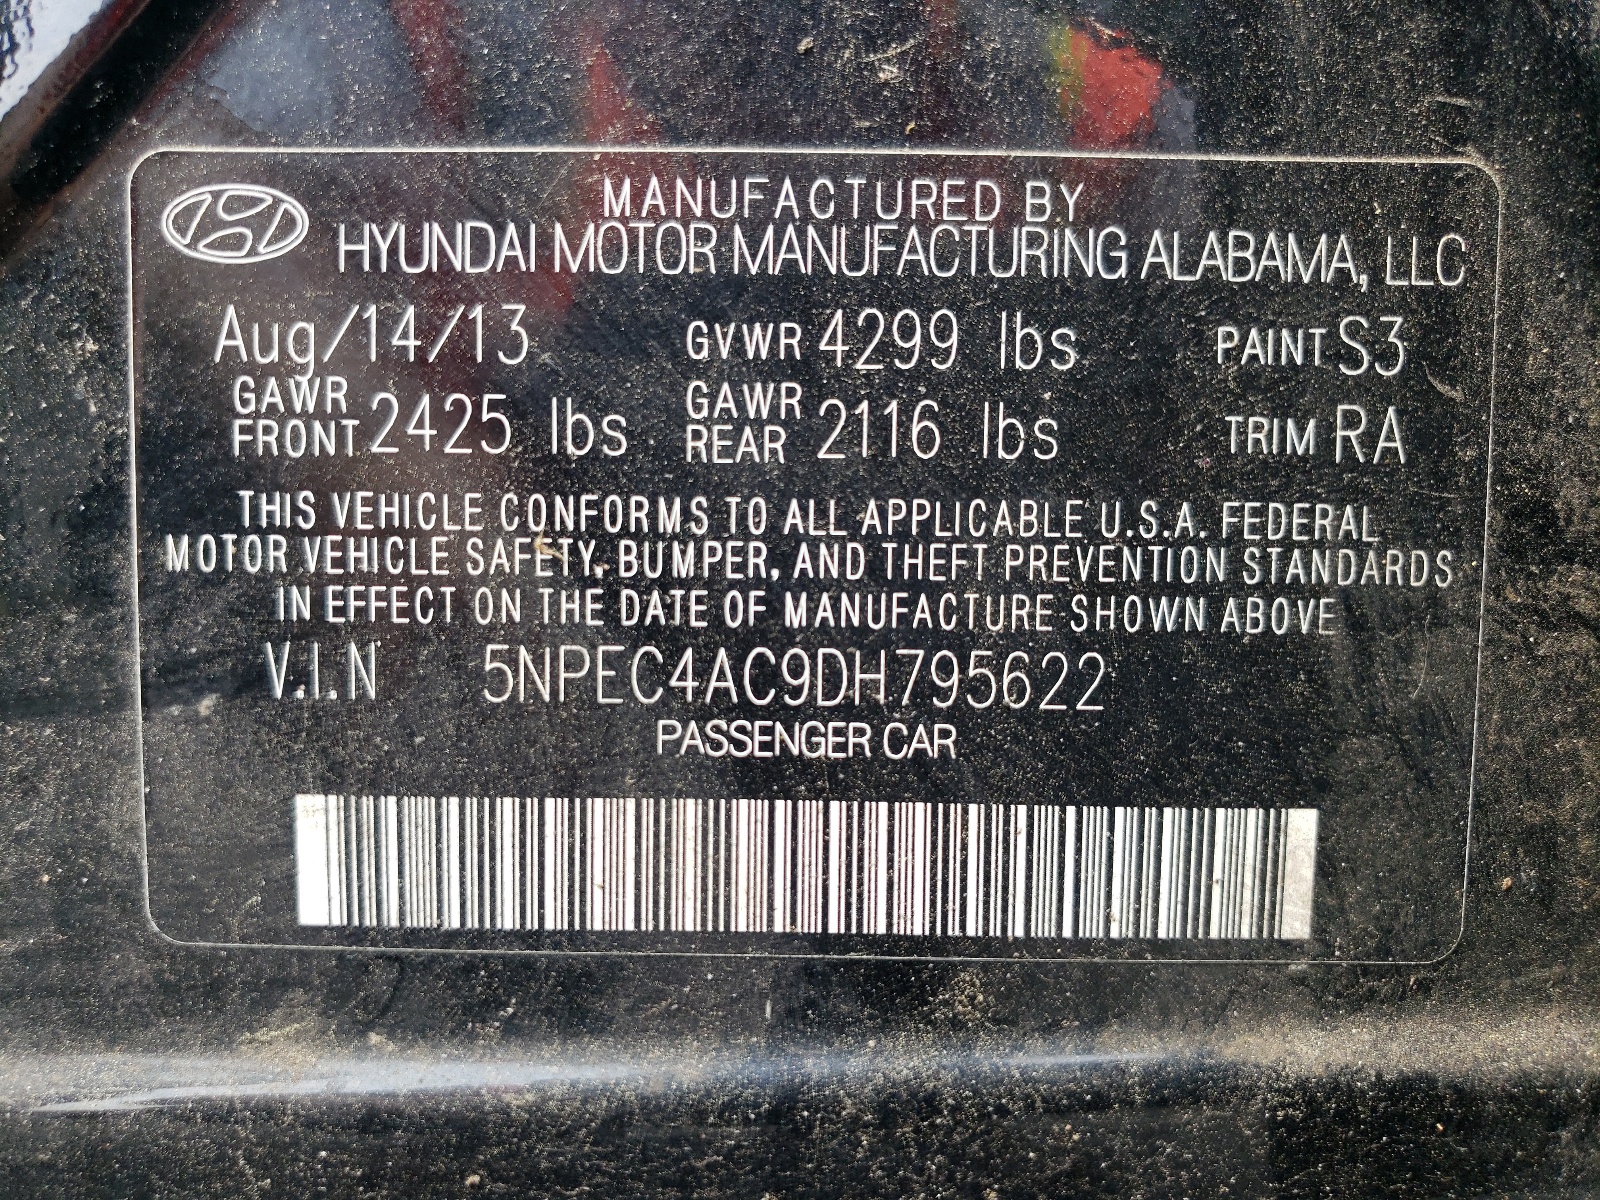 MANUFACTURED BY
HYUNDAI MOTOR MANUFACTURING ALABAMA, LLC
Aug/14/13 GVWR 4299 lbs PAINT S3
GAWR FRONT 2425 lbs GAWR REAR 2116 lbs TRIM RA
THIS VEHICLE CONFORMS TO ALL APPLICABLE U.S.A. FEDERAL
MOTOR VEHICLE SAFETY, BUMPER, AND THEFT PREVENTION STANDARDS
IN EFFECT ON THE DATE OF MANUFACTURE SHOWN ABOVE
V.I.N 5NPEC4AC9DH795622
PASSENGER CAR